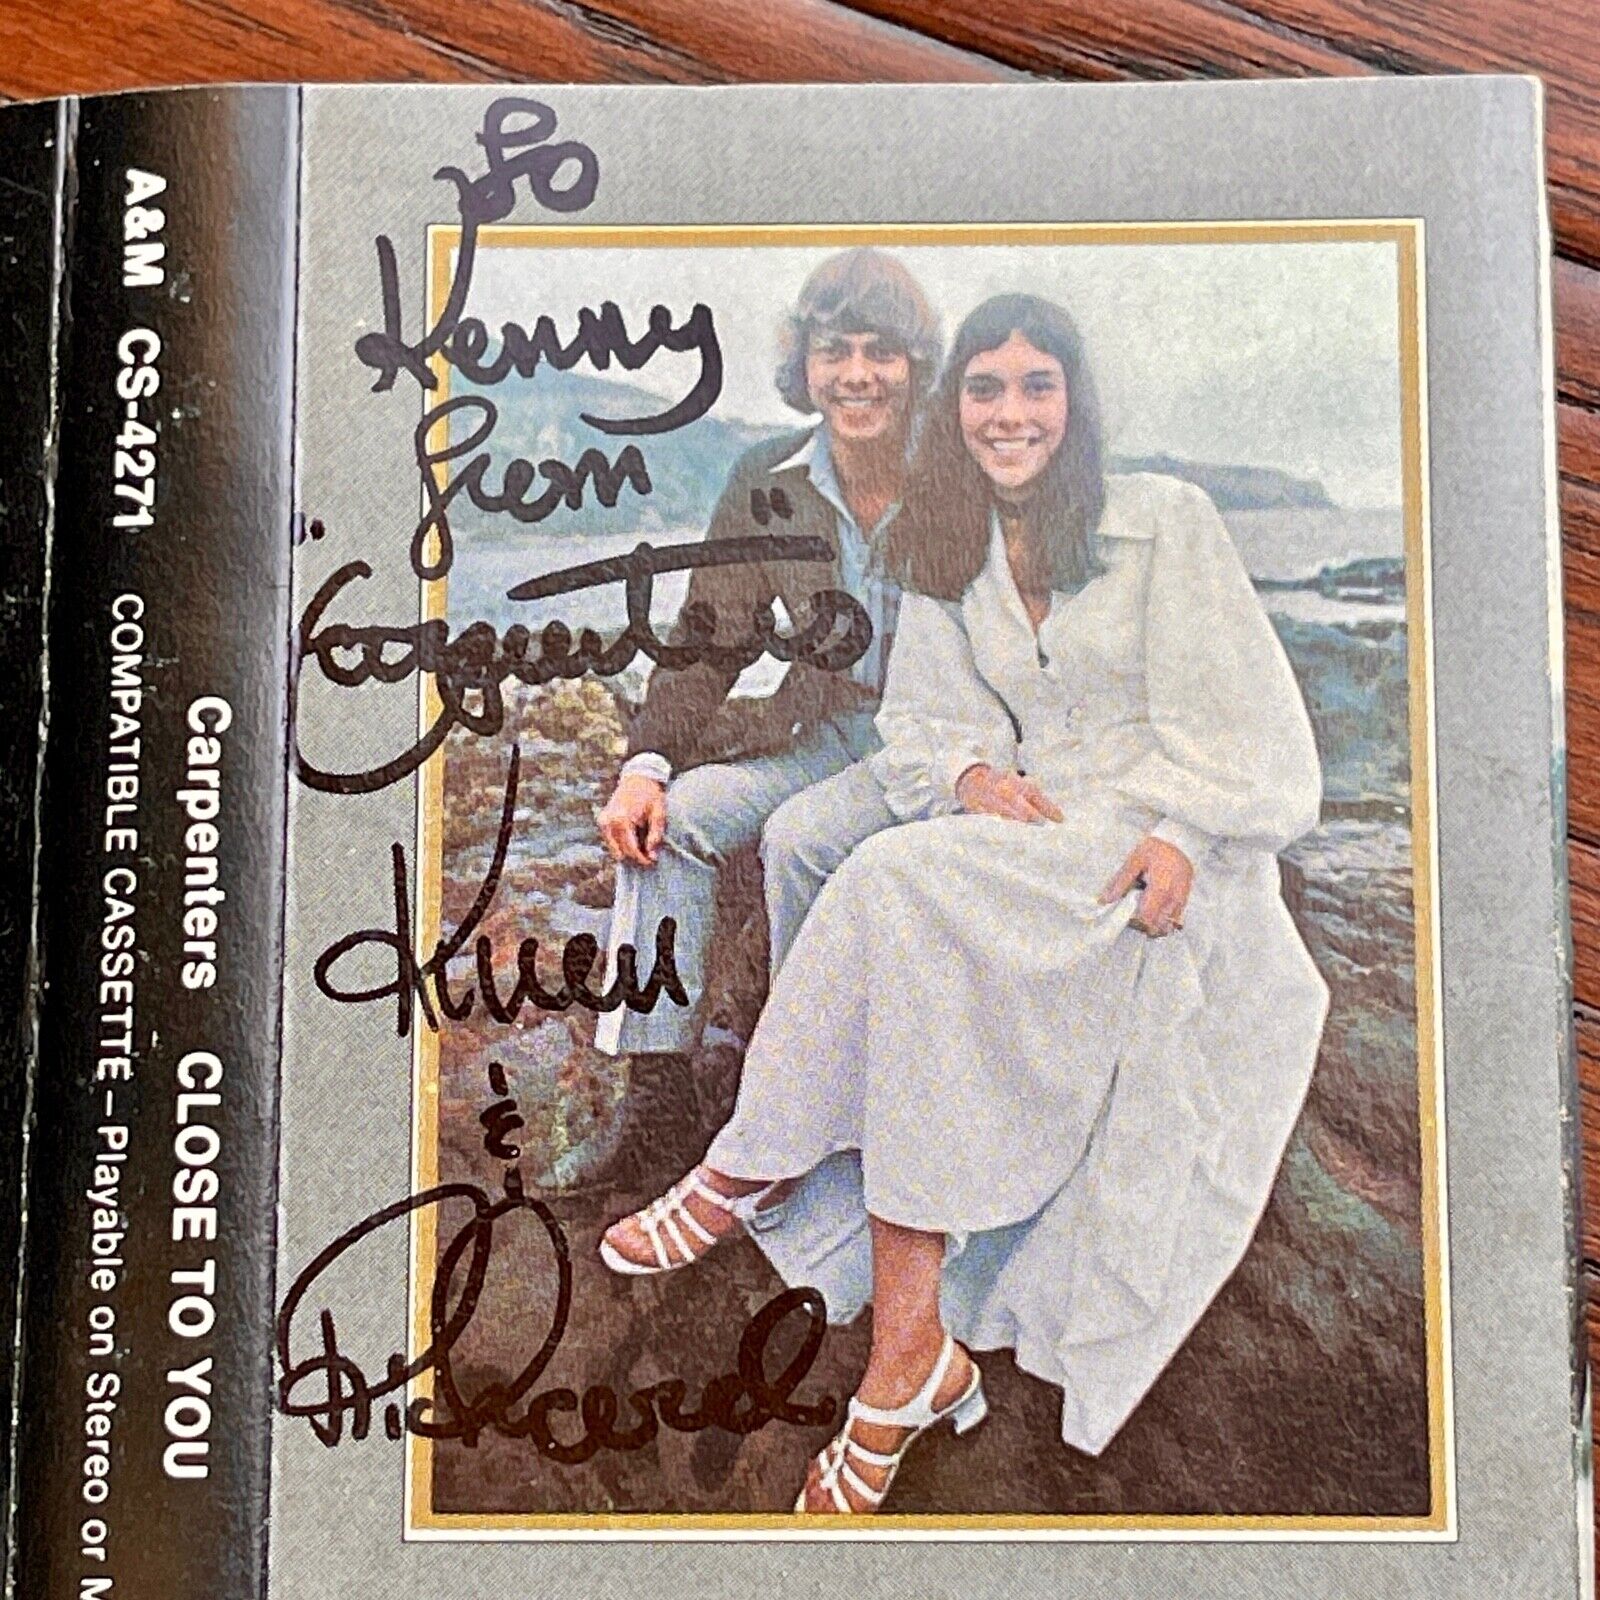 To
Kenny
from
"Carpenters"
Karen
&
Richard
Carpenters CLOSE TO YOU
A&M CS-4271 COMPATIBLE CASSETTE – Playable on Stereo or M